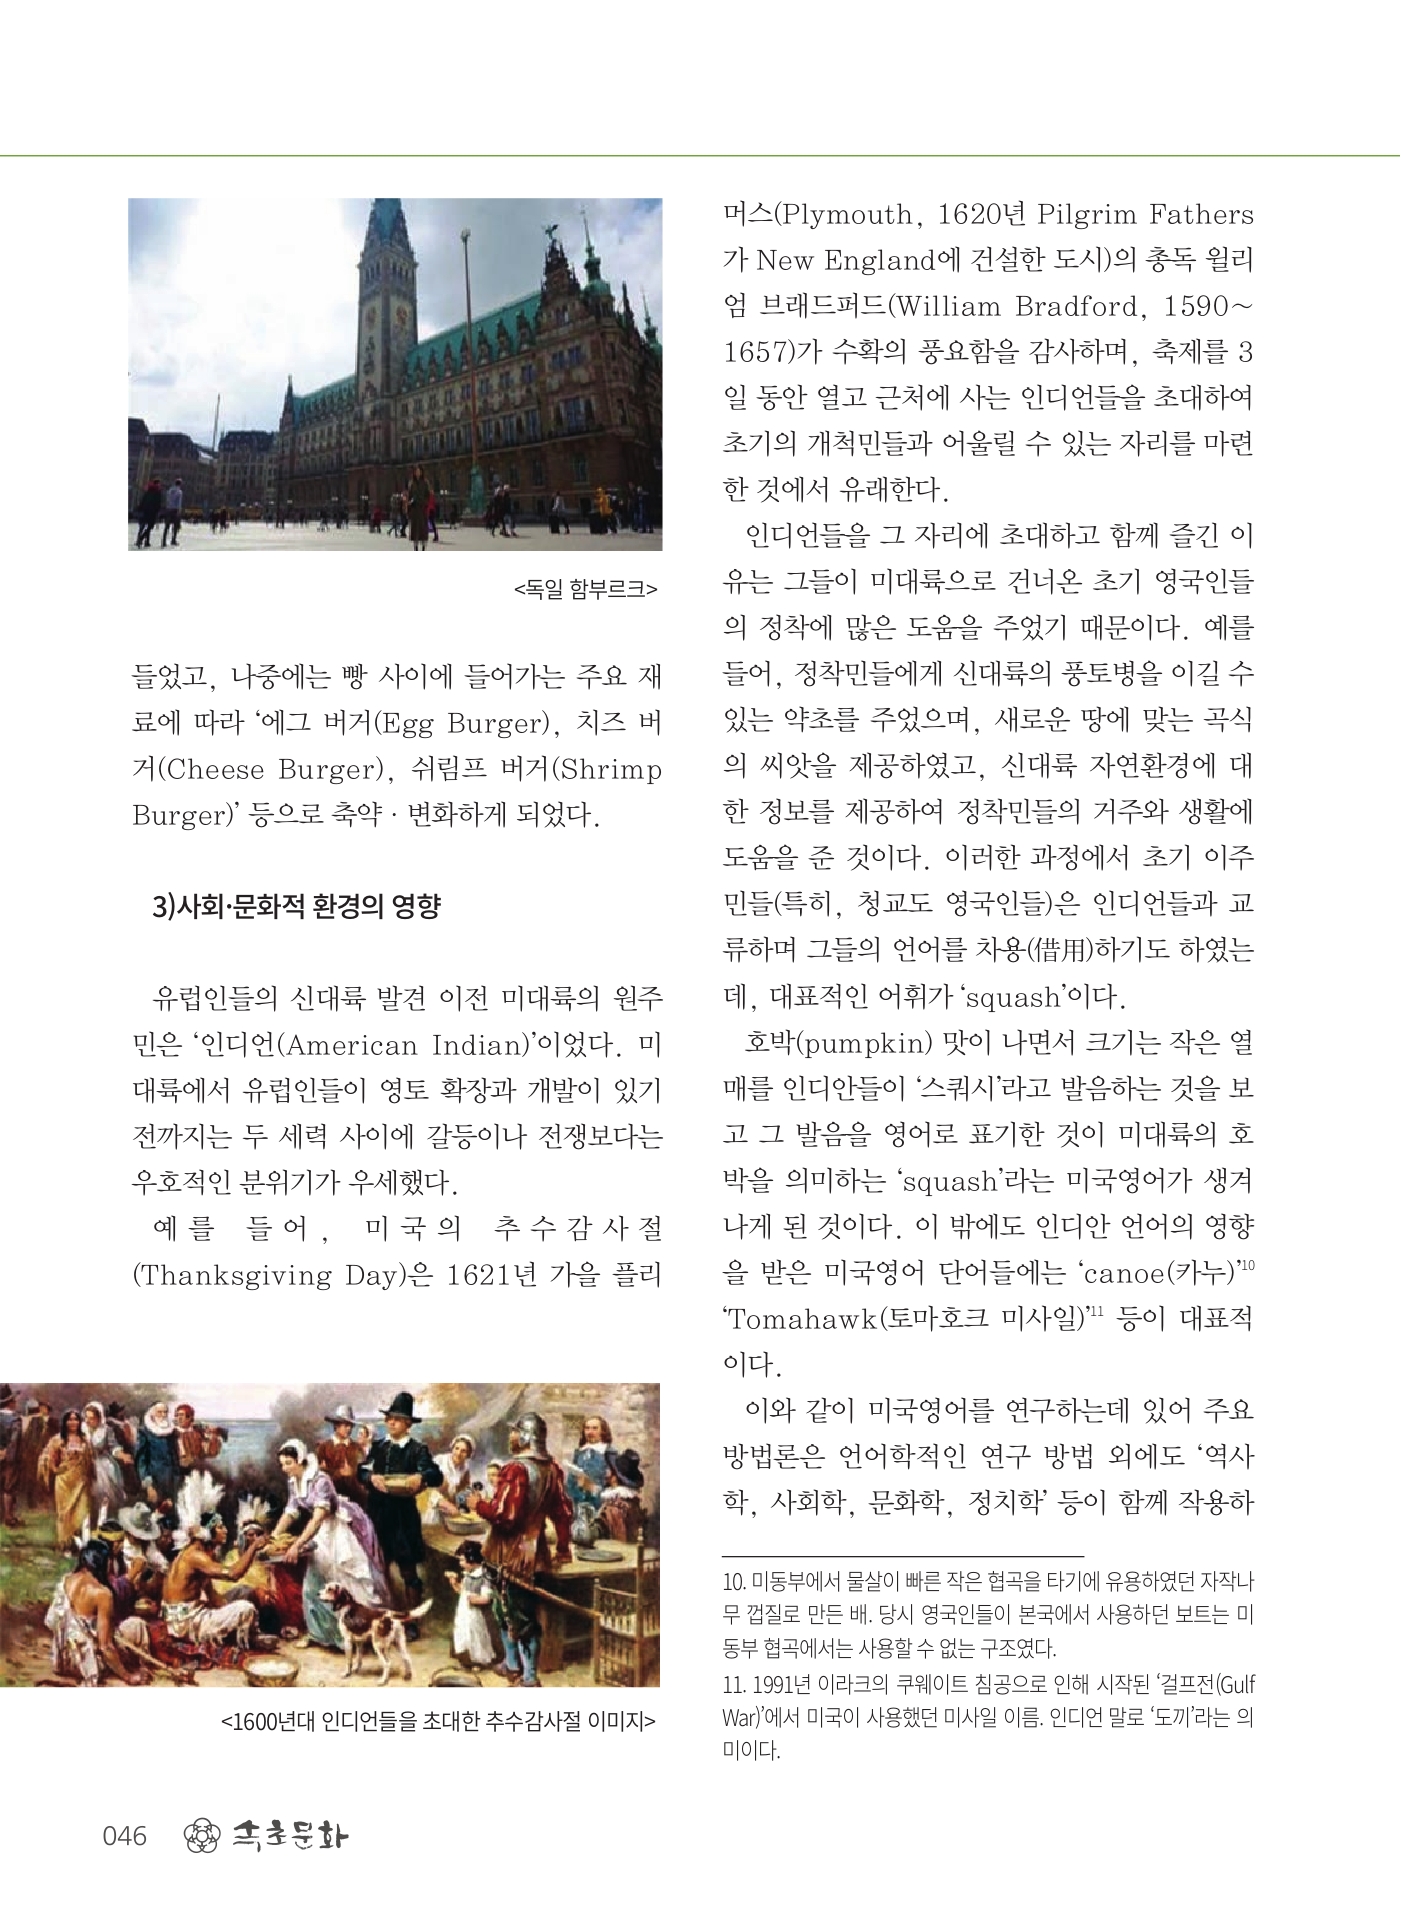 <독일 함부르크>
들었고, 나중에는 빵 사이에 들어가는 주요 재
료에 따라 ‘에그 버거(Egg Burger), 치즈 버
거(Cheese Burger), 쉬림프 버거(Shrimp
Burger)’ 등으로 축약 · 변화하게 되었다.
3)사회·문화적 환경의 영향
유럽인들의 신대륙 발견 이전 미대륙의 원주
민은 ‘인디언(American Indian)’이었다. 미
대륙에서 유럽인들이 영토 확장과 개발이 있기
전까지는 두 세력 사이에 갈등이나 전쟁보다는
우호적인 분위기가 우세했다.
예를 들어, 미국의 추수감사절
(Thanksgiving Day)은 1621년 가을 플리
<1600년대 인디언들을 초대한 추수감사절 이미지>
머스(Plymouth, 1620년 Pilgrim Fathers
가 New England에 건설한 도시)의 총독 윌리
엄 브래드퍼드(William Bradford, 1590~
1657)가 수확의 풍요함을 감사하며, 축제를 3
일 동안 열고 근처에 사는 인디언들을 초대하여
초기의 개척민들과 어울릴 수 있는 자리를 마련
한 것에서 유래한다.
인디언들을 그 자리에 초대하고 함께 즐긴 이
유는 그들이 미대륙으로 건너온 초기 영국인들
의 정착에 많은 도움을 주었기 때문이다. 예를
들어, 정착민들에게 신대륙의 풍토병을 이길 수
있는 약초를 주었으며, 새로운 땅에 맞는 곡식
의 씨앗을 제공하였고, 신대륙 자연환경에 대
한 정보를 제공하여 정착민들의 거주와 생활에
도움을 준 것이다. 이러한 과정에서 초기 이주
민들(특히, 청교도 영국인들)은 인디언들과 교
류하며 그들의 언어를 차용(借用)하기도 하였는
데, 대표적인 어휘가 ‘squash’이다.
호박(pumpkin) 맛이 나면서 크기는 작은 열
매를 인디안들이 ‘스쿼시’라고 발음하는 것을 보
고 그 발음을 영어로 표기한 것이 미대륙의 호
박을 의미하는 ‘squash’라는 미국영어가 생겨
나게 된 것이다. 이 밖에도 인디안 언어의 영향
을 받은 미국영어 단어들에는 ‘canoe(카누)’10
‘Tomahawk(토마호크 미사일)’11 등이 대표적
이다.
이와 같이 미국영어를 연구하는데 있어 주요
방법론은 언어학적인 연구 방법 외에도 ‘역사
학, 사회학, 문화학, 정치학’ 등이 함께 작용하
10. 미동부에서 물살이 빠른 작은 협곡을 타기에 유용하였던 자작나
무 껍질로 만든 배. 당시 영국인들이 본국에서 사용하던 보트는 미
동부 협곡에서는 사용할 수 없는 구조였다.
11. 1991년 이라크의 쿠웨이트 침공으로 인해 시작된 ‘걸프전(Gulf
War)’에서 미국이 사용했던 미사일 이름. 인디언 말로 ‘도끼’라는 의
미이다.
046 속초문화